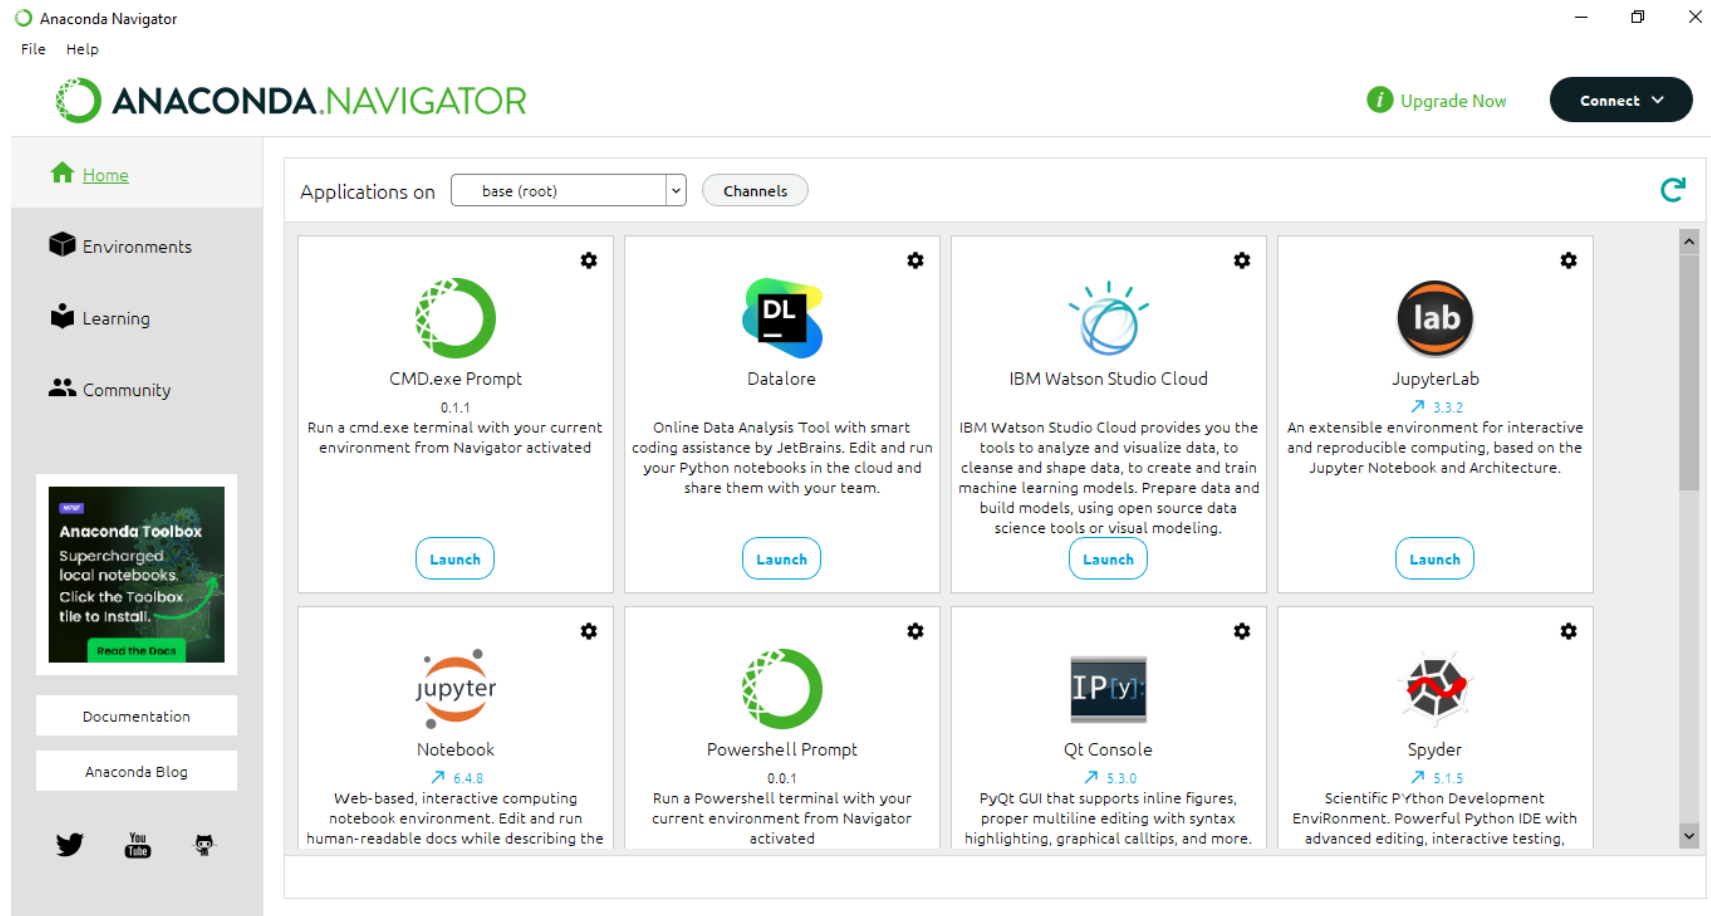 Anaconda Navigator
File Help
ANACONDA.NAVIGATOR
i Upgrade Now
Connect
Home
Environments
Learning
Community
NEW
Anaconda Toolbox
Supercharged
local notebooks.
Click the Toolbox
tile to Install.
Read the Docs
Documentation
Anaconda Blog
You
Tube
Applications on base (root) Channels
CMD.exe Prompt
0.1.1
Run a cmd.exe terminal with your current
environment from Navigator activated
Launch
DL
Datalore
Online Data Analysis Tool with smart
coding assistance by JetBrains. Edit and run
your Python notebooks in the cloud and
share them with your team.
Launch
IBM Watson Studio Cloud
IBM Watson Studio Cloud provides you the
tools to analyze and visualize data, to
cleanse and shape data, to create and train
machine learning models. Prepare data and
build models, using open source data
science tools or visual modeling.
Launch
lab
JupyterLab
3.3.2
An extensible environment for interactive
and reproducible computing, based on the
Jupyter Notebook and Architecture.
Launch
jupyter
Notebook
6.4.8
Web-based, interactive computing
notebook environment. Edit and run
human-readable docs while describing the
Powershell Prompt
0.0.1
Run a Powershell terminal with your
current environment from Navigator
activated
IP[y]:
Qt Console
5.3.0
PyQt GUI that supports inline figures,
proper multiline editing with syntax
highlighting, graphical calltips, and more.
Spyder
5.1.5
Scientific PYthon Development
EnviRonment. Powerful Python IDE with
advanced editing, interactive testing,